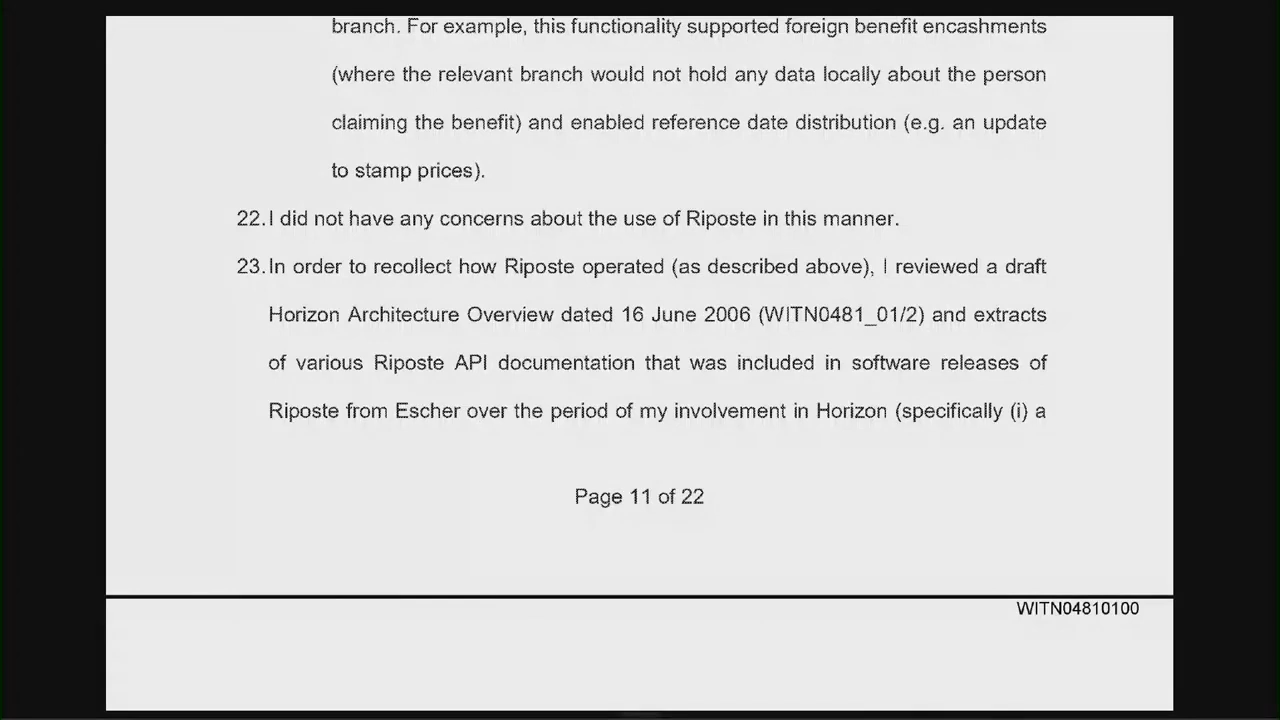 branch. For example, this functionality supported foreign benefit encashments
(where the relevant branch would not hold any data locally about the person
claiming the benefit) and enabled reference date distribution (e.g. an update
to stamp prices).
22. I did not have any concerns about the use of Riposte in this manner.
23. In order to recollect how Riposte operated (as described above), I reviewed a draft
Horizon Architecture Overview dated 16 June 2006 (WITN0481_01/2) and extracts
of various Riposte API documentation that was included in software releases of
Riposte from Escher over the period of my involvement in Horizon (specifically (i) a
Page 11 of 22
WITN04810100